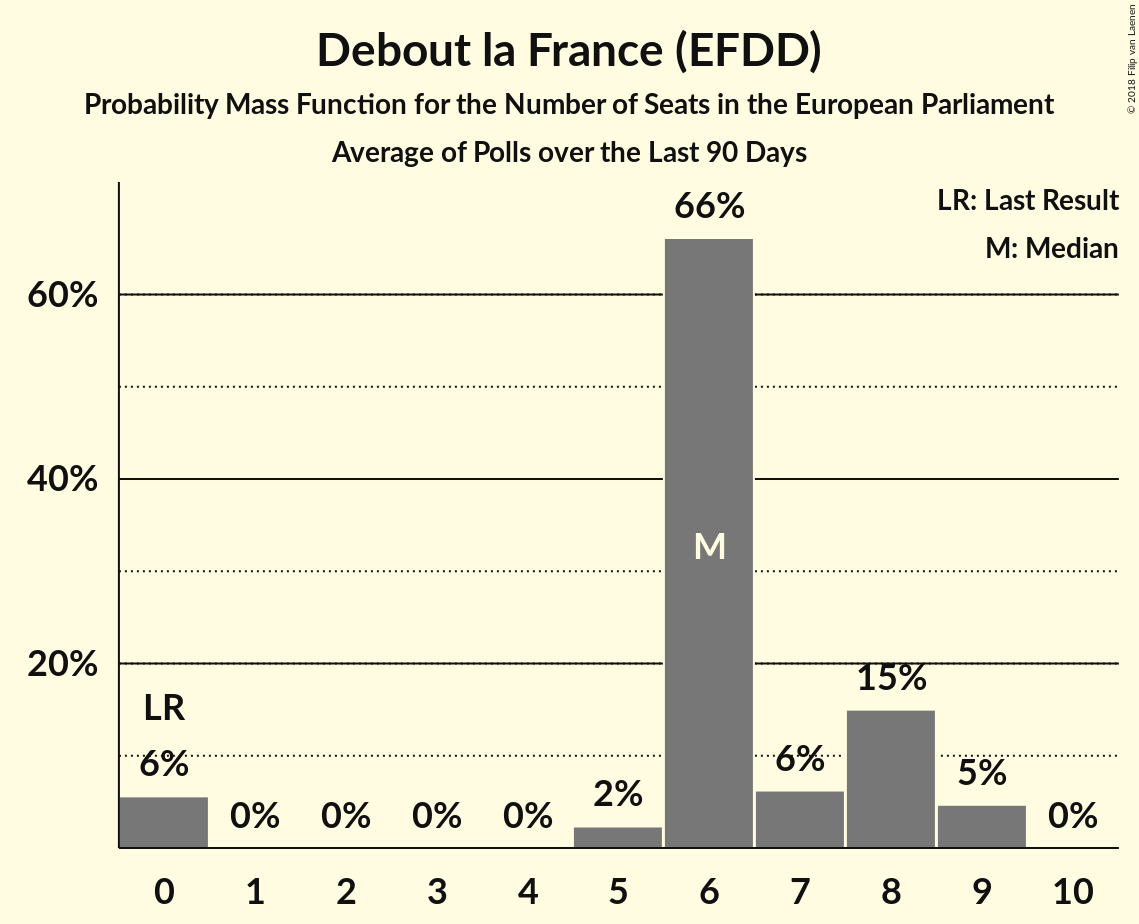 Debout la France (EFDD)
Probability Mass Function for the Number of Seats in the European Parliament
Average of Polls over the Last 90 Days
© 2018 Filip van Laenen
LR: Last Result
M: Median
66%
60%
40%
M
20%
15%
LR
6%
0%
0%
0%
0%
2%
6%
5%
0%
0 1 2 3 4 5 6 7 8 9 10